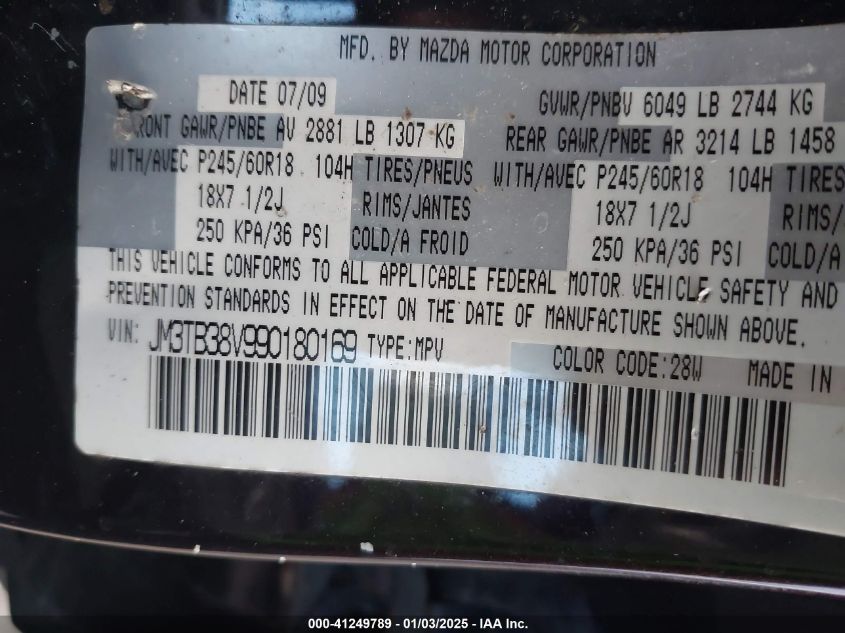 MFD. BY MAZDA MOTOR CORPORATION
DATE 07/09 GVWR/PNBV 6049 LB 2744 KG
FRONT GAWR/PNBE AV 2881 LB 1307 KG REAR GAWR/PNBE AR 3214 LB 1458
WITH/AVEC P245/60R18 104H TIRES/PNEUS WITH/AVEC P245/60R18 104H TIRES
18X7 1/2J RIMS/JANTES 18X7 1/2J RIMS/
250 KPA/36 PSI COLD/A FROID 250 KPA/36 PSI COLD/A
THIS VEHICLE CONFORMS TO ALL APPLICABLE FEDERAL MOTOR VEHICLE SAFETY AND
PREVENTION STANDARDS IN EFFECT ON THE DATE OF MANUFACTURE SHOWN ABOVE.
VIN: JM3TB38V990180169 TYPE:MPV COLOR CODE:28W MADE IN
000-41249789 - 01/03/2025 - IAA Inc.